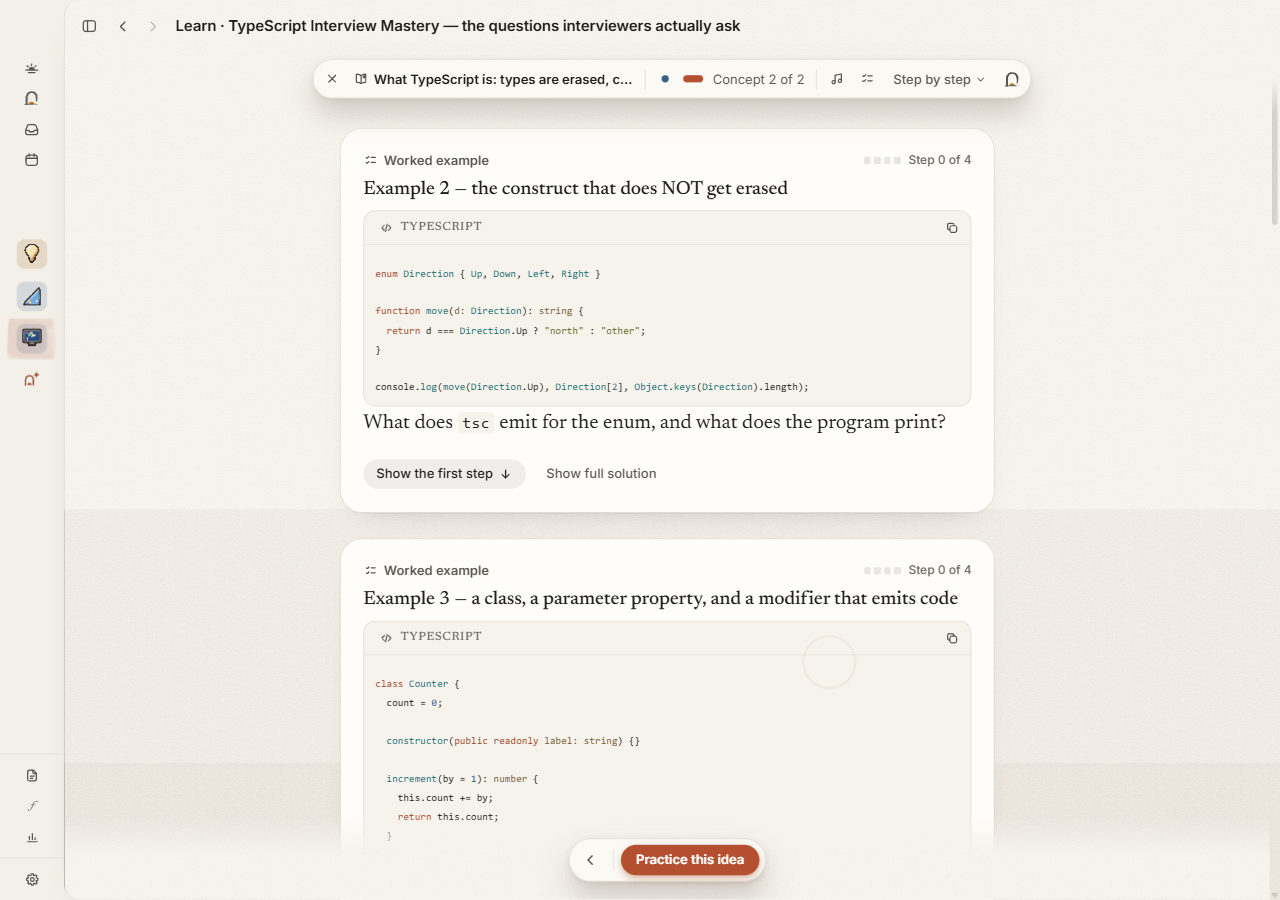 Learn · TypeScript Interview Mastery — the questions interviewers actually ask
What TypeScript is: types are erased, c...
Concept 2 of 2
Step by step
Worked example
Step 0 of 4
Example 2 — the construct that does NOT get erased
TYPESCRIPT
enum Direction { Up, Down, Left, Right }
function move(d: Direction): string {
  return d === Direction.Up ? "north" : "other";
}
console.log(move(Direction.Up), Direction[2], Object.keys(Direction).length);
What does tsc emit for the enum, and what does the program print?
Show the first step ↓
Show full solution
Worked example
Step 0 of 4
Example 3 — a class, a parameter property, and a modifier that emits code
TYPESCRIPT
class Counter {
  count = 0;
  constructor(public readonly label: string) {}
  increment(by = 1): number {
    this.count += by;
    return this.count;
  }
Practice this idea